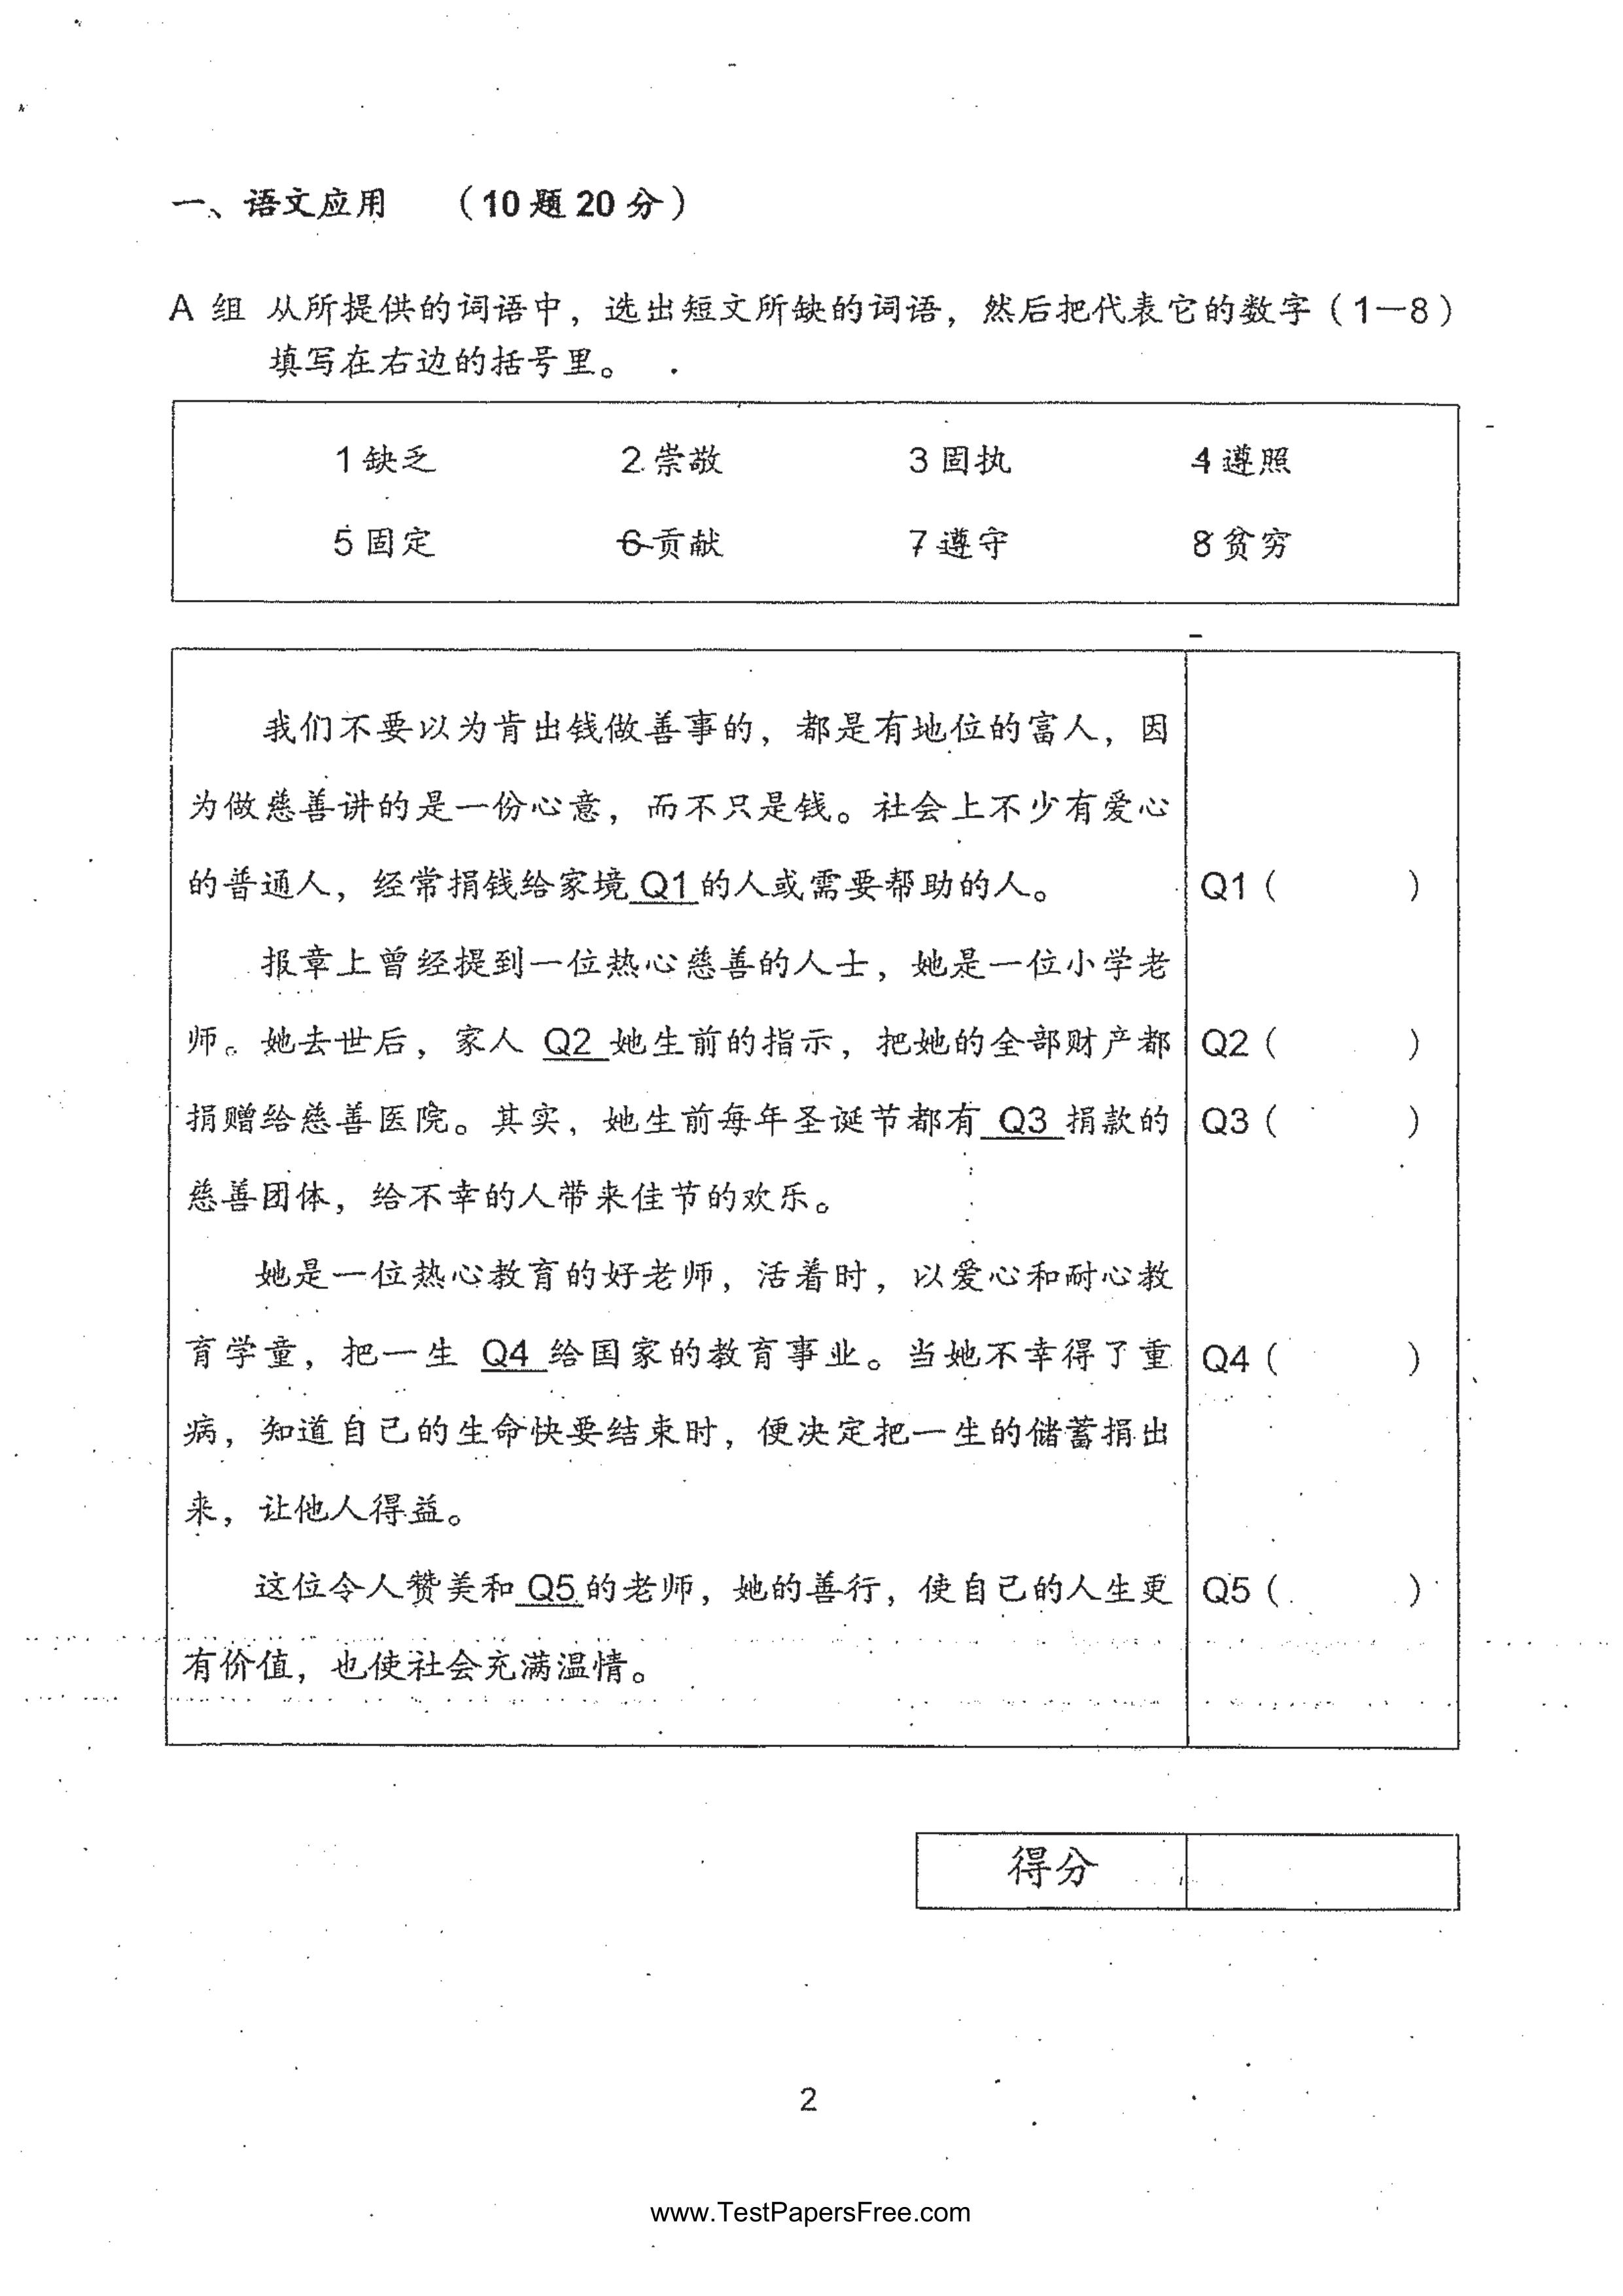 一、语文应用 （10题20分）
A 组 从所提供的词语中，选出短文所缺的词语，然后把代表它的数字（1—8）
填写在右边的括号里。
1 缺乏 2 崇敬 3 固执 4 遵照
5 固定 6 贡献 7 遵守 8 贫穷
我们不要以为肯出钱做善事的，都是有地位的富人，因
为做慈善讲的是一份心意，而不只是钱。社会上不少有爱心
的普通人，经常捐钱给家境 Q1 的人或需要帮助的人。 Q1（ ）
报章上曾经提到一位热心慈善的人士，她是一位小学老
师。她去世后，家人 Q2 她生前的指示，把她的全部财产都 Q2（ ）
捐赠给慈善医院。其实，她生前每年圣诞节都有 Q3 捐款的 Q3（ ）
慈善团体，给不幸的人带来佳节的欢乐。
她是一位热心教育的好老师，活着时，以爱心和耐心教
育学童，把一生 Q4 给国家的教育事业。当她不幸得了重 Q4（ ）
病，知道自己的生命快要结束时，便决定把一生的储蓄捐出
来，让他人得益。
这位令人赞美和 Q5 的老师，她的善行，使自己的人生更 Q5（ ）
有价值，也使社会充满温情。
得分
2
www.TestPapersFree.com